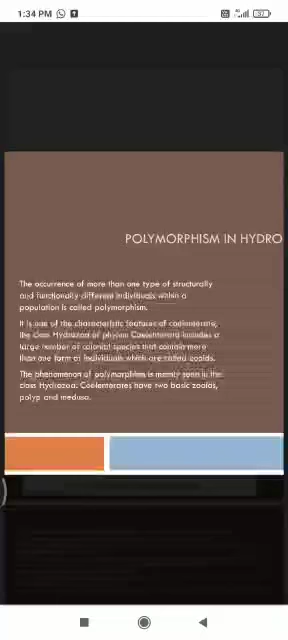 1:34 PM
POLYMORPHISM IN HYDRO
The occurrence of more than one type of structurally
and functionally different individuals within a
population is called polymorphism.
It is one of the characteristic features of coelenterate,
the class Hydrozoa of phylum Coelenterata includes a
large number of colonial species that contain more
than one form of individuals which are called zooids.
The phenomenon of polymorphism is mainly seen in the
class Hydrozoa. Coelenterates have two basic zooids,
polyp and medusa.